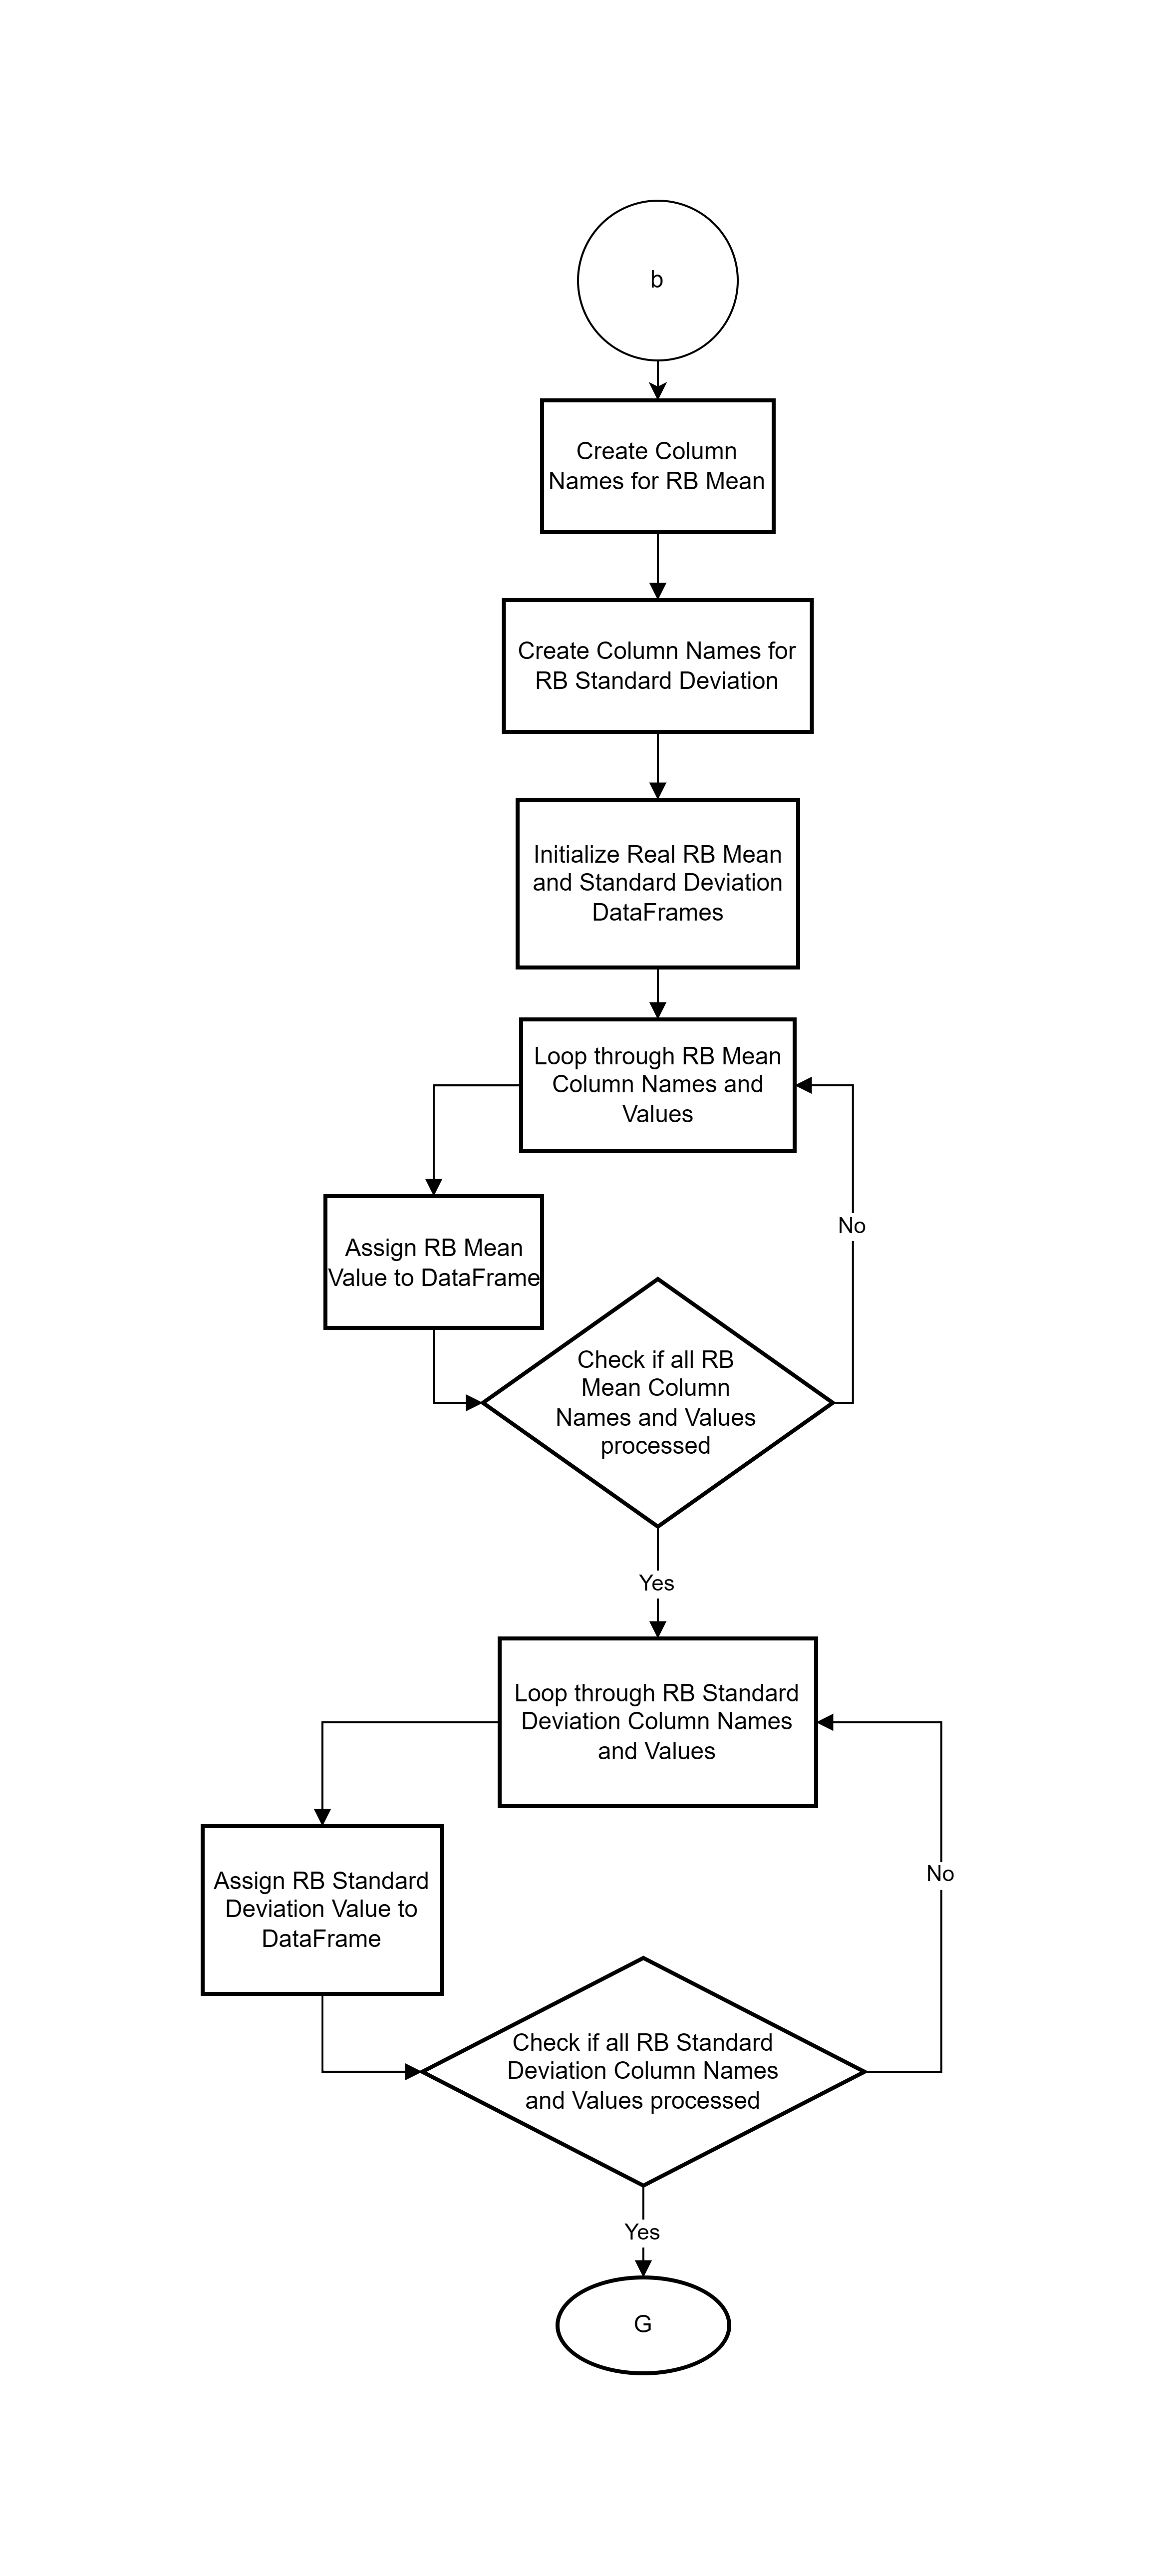 b
Create Column
Names for RB Mean
Create Column Names for
RB Standard Deviation
Initialize Real RB Mean
and Standard Deviation
DataFrames
Loop through RB Mean
Column Names and
Values
Assign RB Mean
Value to DataFrame
No
Check if all RB
Mean Column
Names and Values
processed
Yes
Loop through RB Standard
Deviation Column Names
and Values
Assign RB Standard
Deviation Value to
DataFrame
No
Check if all RB Standard
Deviation Column Names
and Values processed
Yes
G